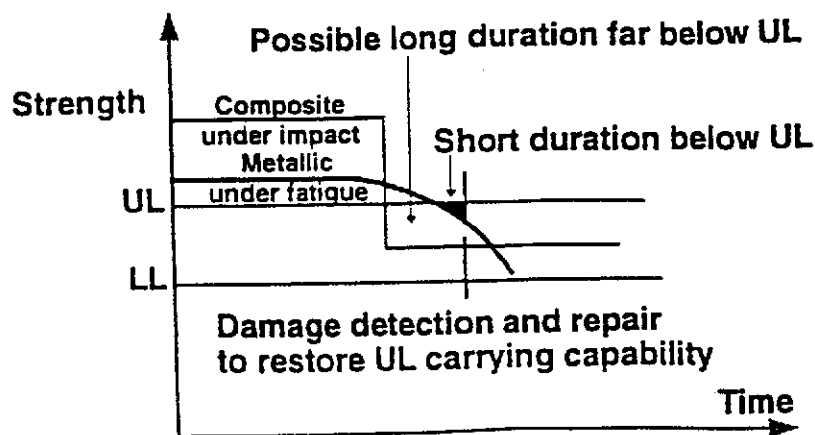 Possible long duration far below UL
Strength
Composite
under impact
Short duration below UL
Metallic
under fatique
UL
LL
Damage detection and repair
to restore UL carrying capability
Time